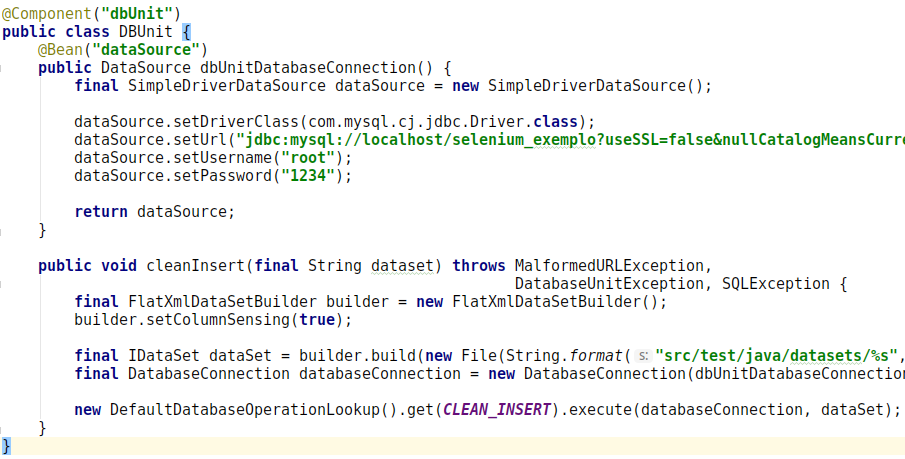 @Component("dbUnit")
public class DBUnit {
@Bean("dataSource")
public DataSource dbUnitDatabaseConnection() {
final SimpleDriverDataSource dataSource = new SimpleDriverDataSource();
dataSource.setDriverClass(com.mysql.cj.jdbc.Driver.class);
dataSource.setUrl("jdbc:mysql://localhost/selenium_exemplo?useSSL=false&nullCatalogMeansCurre
dataSource.setUsername("root");
dataSource.setPassword("1234");
return dataSource;
}
public void cleanInsert(final String dataset) throws MalformedURLException,
DatabaseUnitException, SQLException {
final FlatXmlDataSetBuilder builder = new FlatXmlDataSetBuilder();
builder.setColumnSensing(true);
final IDataSet dataSet = builder.build(new File(String.format( s: "src/test/java/datasets/%s",
final DatabaseConnection databaseConnection = new DatabaseConnection(dbUnitDatabaseConnection
new DefaultDatabaseOperationLookup().get(CLEAN_INSERT).execute(databaseConnection, dataSet);
}
}